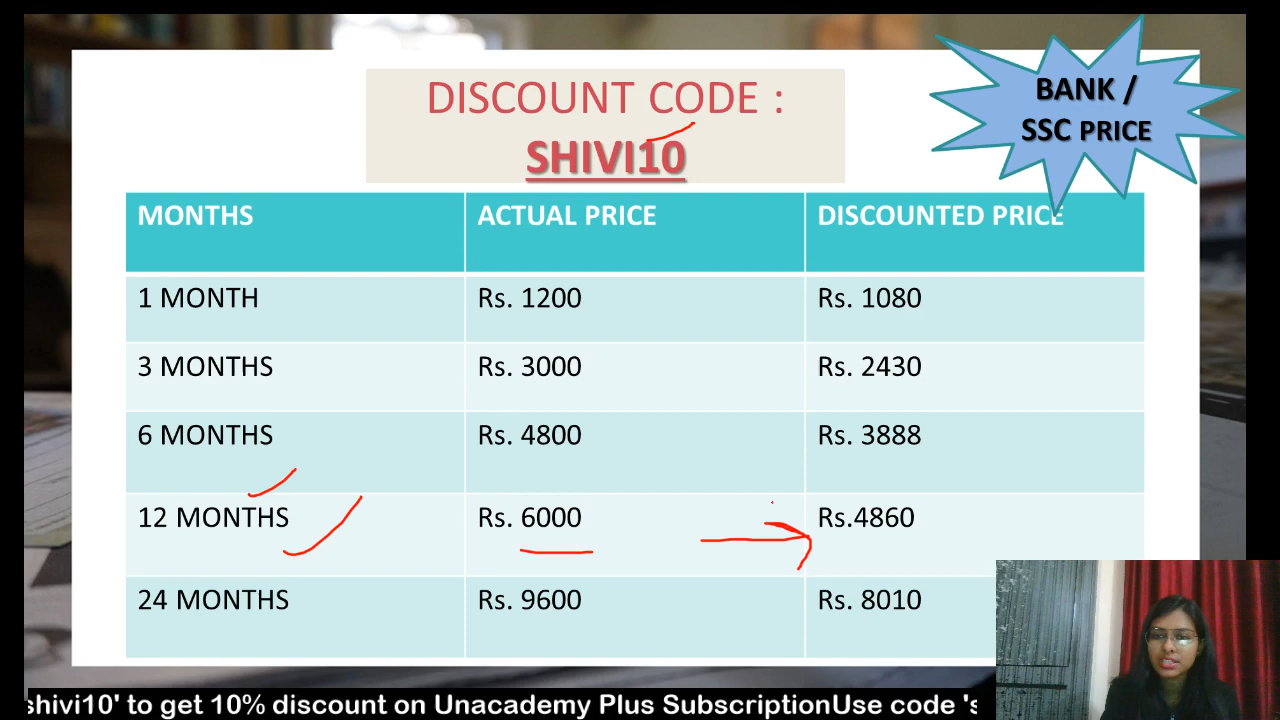 DISCOUNT CODE :
SHIVI10
BANK /
SSC PRICE
MONTHS ACTUAL PRICE DISCOUNTED PRICE
1 MONTH Rs. 1200 Rs. 1080
3 MONTHS Rs. 3000 Rs. 2430
6 MONTHS Rs. 4800 Rs. 3888
12 MONTHS Rs. 6000 Rs.4860
24 MONTHS Rs. 9600 Rs. 8010
shivi10' to get 10% discount on Unacademy Plus SubscriptionUse code 's